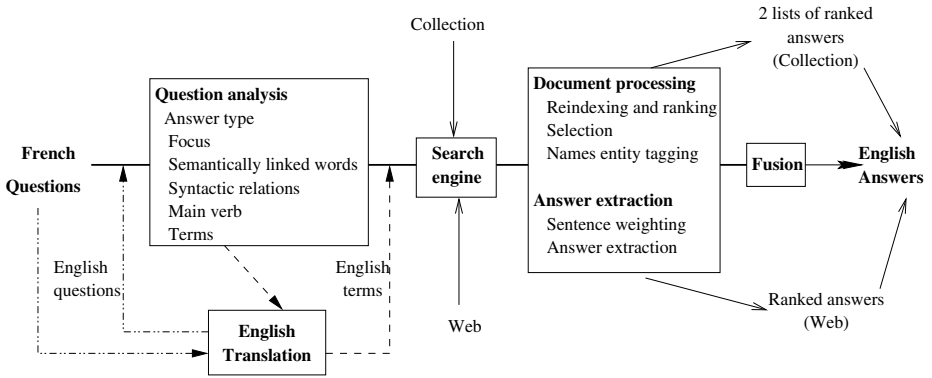 French
Questions
Question analysis
Answer type
Focus
Semantically linked words
Syntactic relations
Main verb
Terms
English
questions
English
Translation
English
terms
Collection
Search
engine
Web
Document processing
Reindexing and ranking
Selection
Names entity tagging
Answer extraction
Sentence weighting
Answer extraction
2 lists of ranked
answers
(Collection)
Fusion
English
Answers
Ranked answers
(Web)